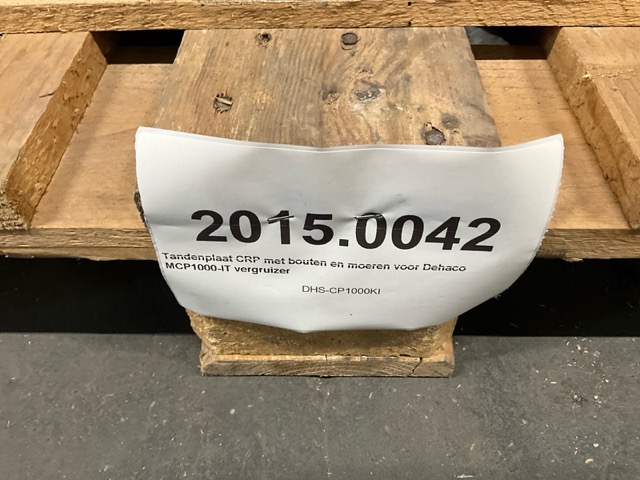 2015.0042
Tandenplaat CRP met bouten en moeren voor Dehaco
MCP1000-IT vergruizer
DHS-CP1000KI